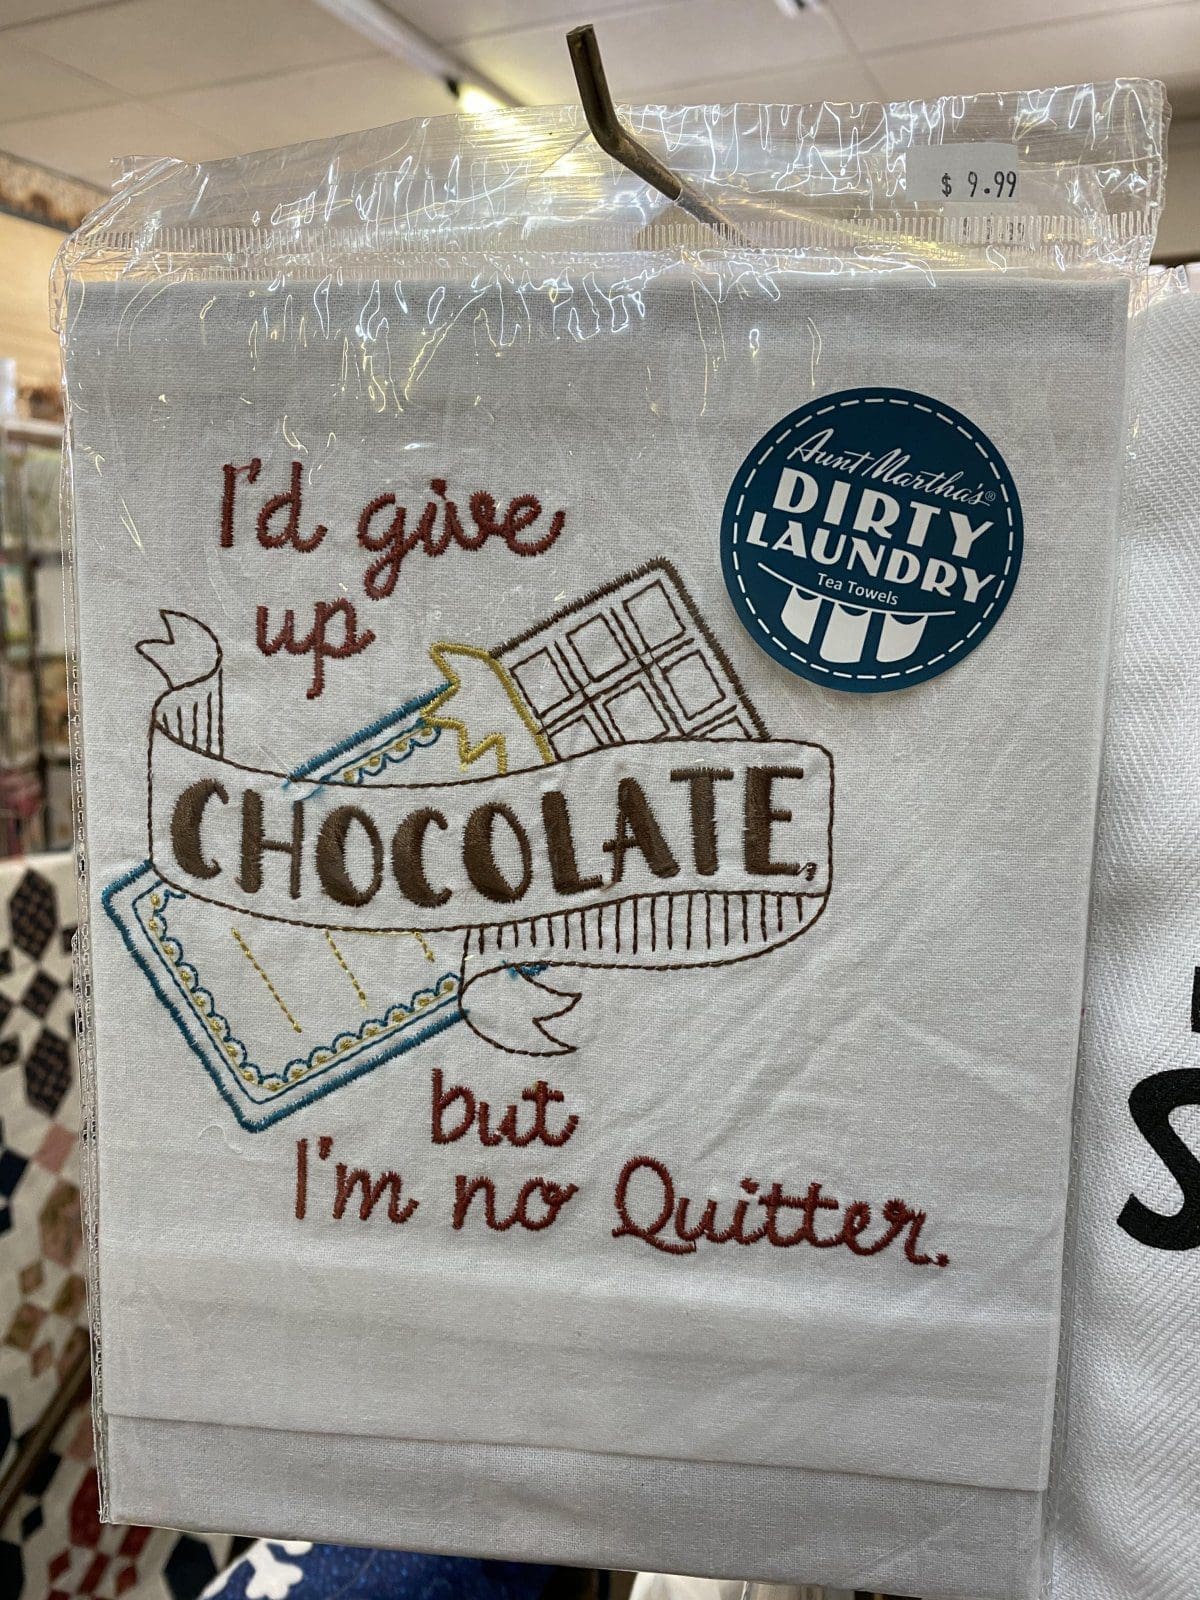 $ 9.99
I'd give
up
CHOCOLATE,
but
I'm no Quitter.
Aunt Martha's®
DIRTY
LAUNDRY
Tea Towels
S